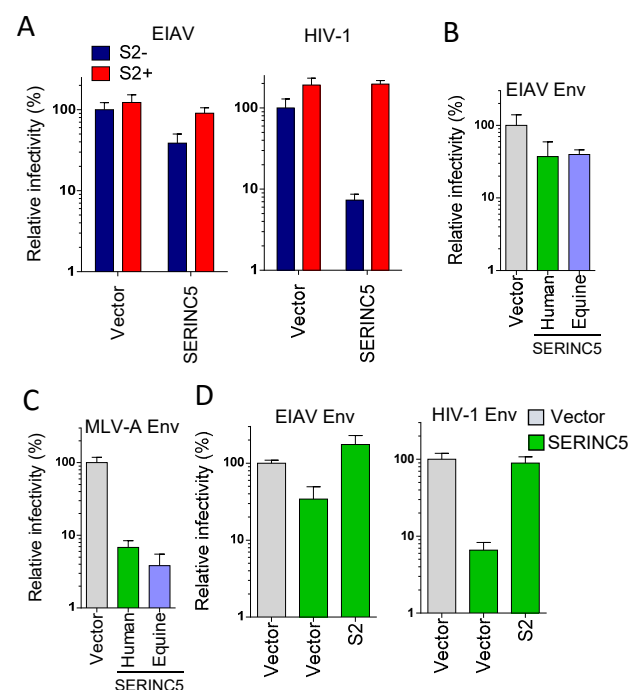 A
EIAV
HIV-1
S2-
S2+
Relative infectivity (%)
100
10
1
Vector
SERINC5
100
10
1
Vector
SERINC5
B
EIAV Env
Relative infectivity (%)
100
10
1
Vector
Human
Equine
SERINC5
C
MLV-A Env
Relative infectivity (%)
100
10
1
Vector
Human
Equine
SERINC5
D
EIAV Env
Relative infectivity (%)
100
10
1
Vector
Vector
S2
HIV-1 Env
100
10
1
Vector
Vector
S2
Vector
SERINC5